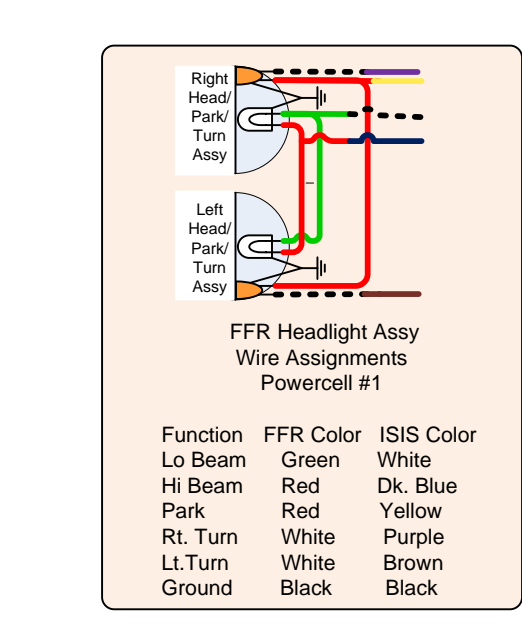 Right
Head/
Park/
Turn
Assy
Left
Head/
Park/
Turn
Assy
FFR Headlight Assy
Wire Assignments
Powercell #1
Function FFR Color ISIS Color
Lo Beam Green White
Hi Beam Red Dk. Blue
Park Red Yellow
Rt. Turn White Purple
Lt.Turn White Brown
Ground Black Black